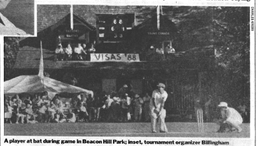 VISAS '88
A player at bat during game in Beacon Hill Park; inset, tournament organizer Billingham